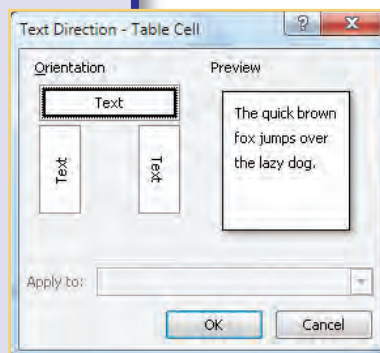 Text Direction - Table Cell
Orientation
Preview
Text
Text
Text
The quick brown
fox jumps over
the lazy dog.
Apply to:
OK
Cancel